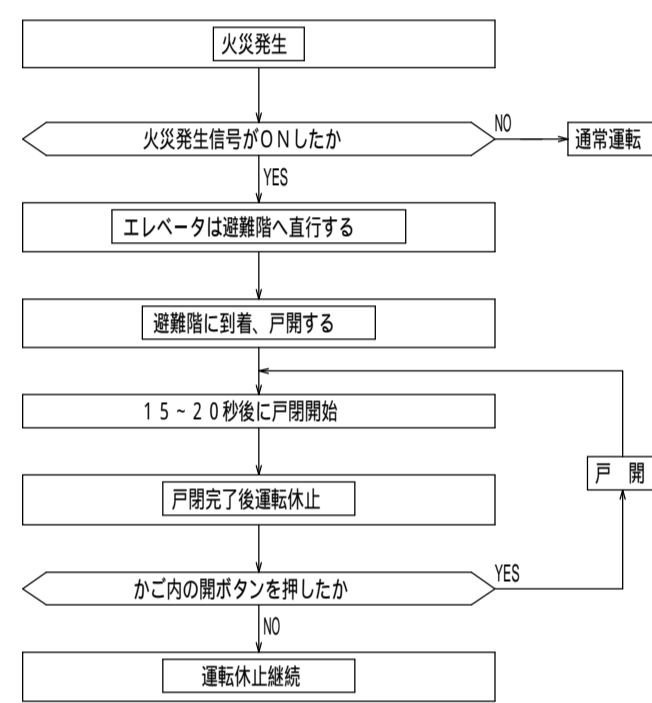 火災発生
火災発生信号がＯＮしたか
NO
通常運転
YES
エレベータは避難階へ直行する
避難階に到着、戸開する
１５~２０秒後に戸閉開始
戸　開
戸閉完了後運転休止
かご内の開ボタンを押したか
YES
NO
運転休止継続